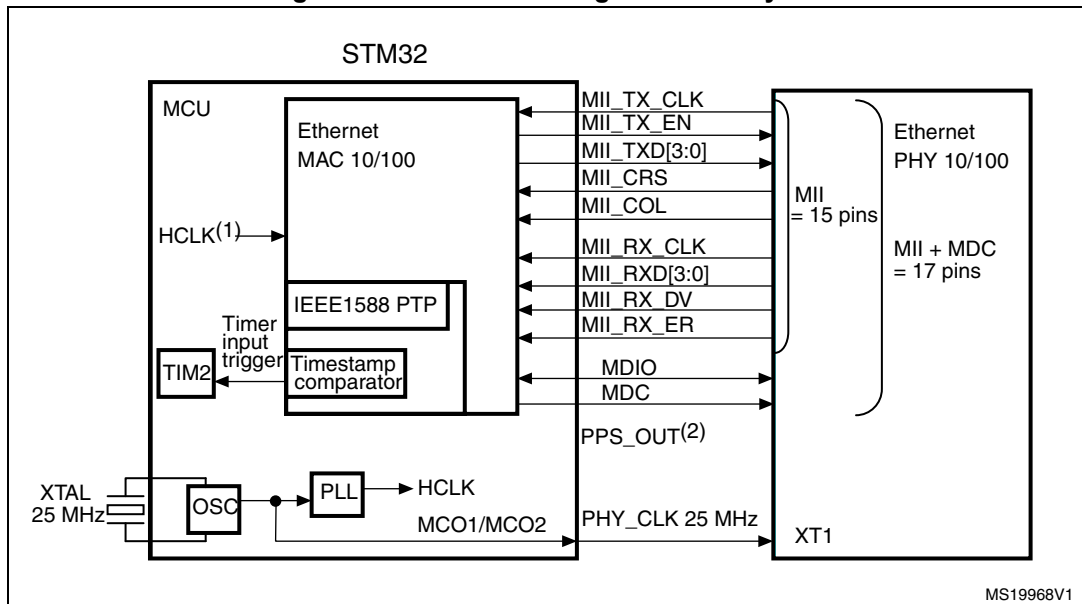 STM32
MCU
Ethernet
MAC 10/100
HCLK(1)
IEEE1588 PTP
Timer
input
trigger
TIM2
Timestamp
comparator
XTAL
25 MHz
OSC
PLL
HCLK
MCO1/MCO2
MII_TX_CLK
MII_TX_EN
MII_TXD[3:0]
MII_CRS
MII_COL
MII_RX_CLK
MII_RXD[3:0]
MII_RX_DV
MII_RX_ER
MDIO
MDC
PPS_OUT(2)
PHY_CLK 25 MHz
MII
= 15 pins
Ethernet
PHY 10/100
MII + MDC
= 17 pins
XT1
MS19968V1